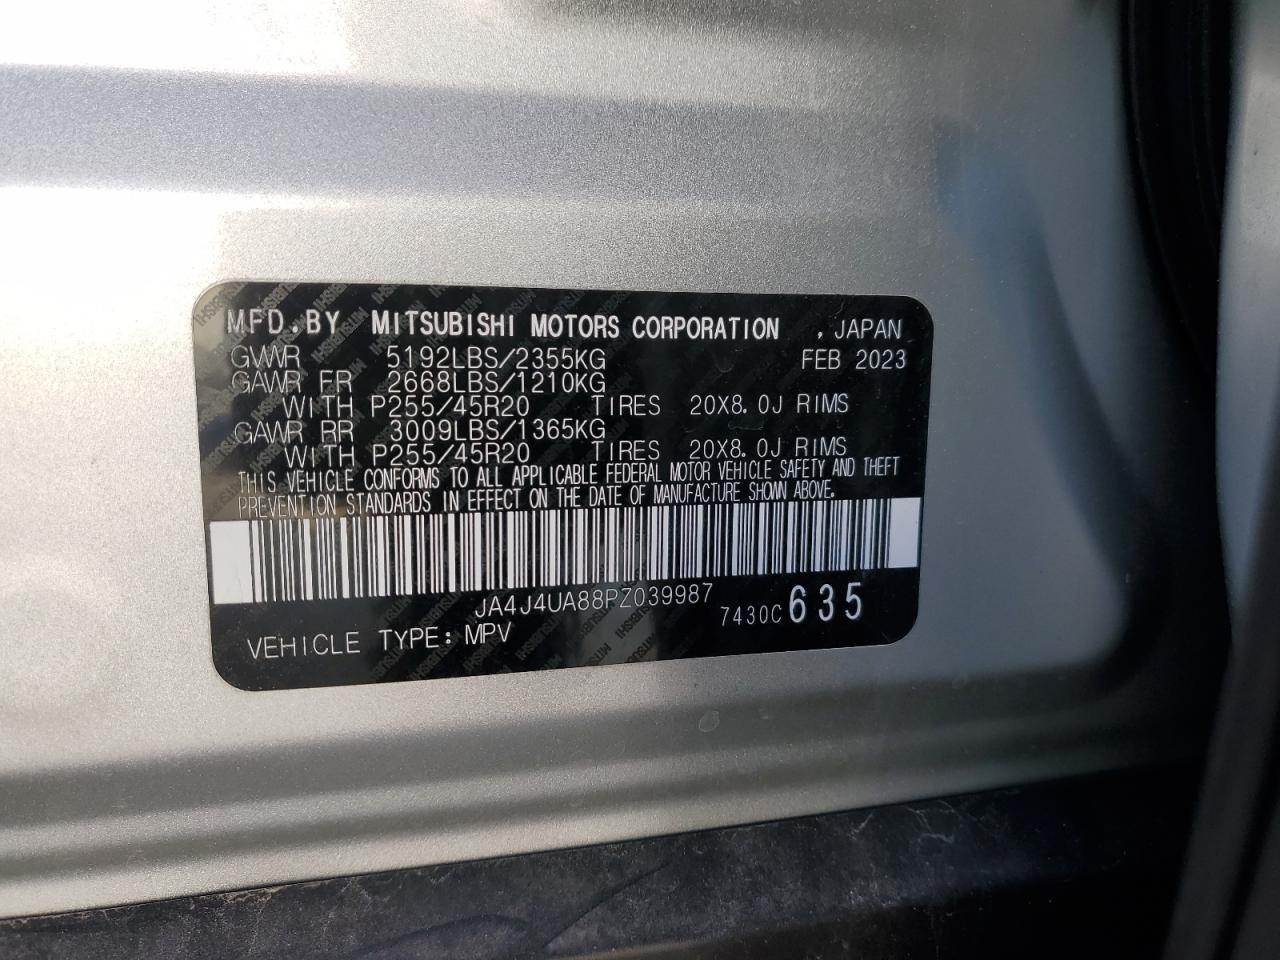 MFD.BY MITSUBISHI MOTORS CORPORATION , JAPAN
GVWR 5192LBS/2355KG FEB 2023
GAWR FR 2668LBS/1210KG
WITH P255/45R20 TIRES 20X8.0J RIMS
GAWR RR 3009LBS/1365KG
WITH P255/45R20 TIRES 20X8.0J RIMS
THIS VEHICLE CONFORMS TO ALL APPLICABLE FEDERAL MOTOR VEHICLE SAFETY AND THEFT
PREVENTION STANDARDS IN EFFECT ON THE DATE OF MANUFACTURE SHOWN ABOVE.
JA4J4UA88PZ039987
7430C 635
VEHICLE TYPE: MPV